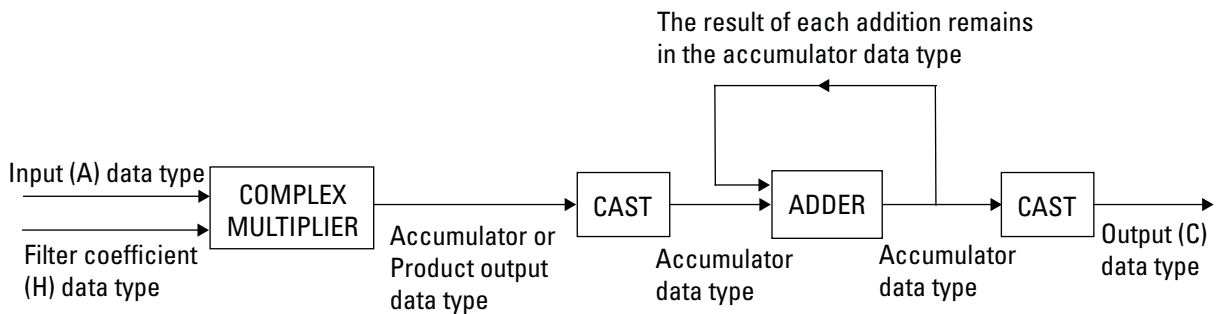 The result of each addition remains
in the accumulator data type
Input (A) data type
COMPLEX
MULTIPLIER
Filter coefficient
(H) data type
Accumulator or
Product output
data type
CAST
Accumulator
data type
ADDER
Accumulator
data type
CAST
Output (C)
data type